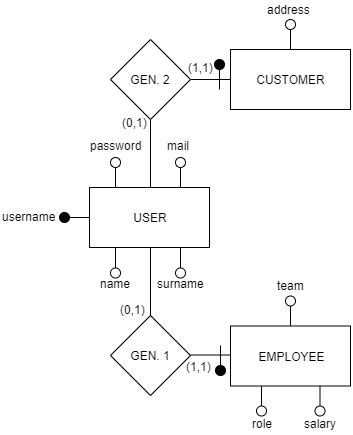 address
GEN. 2
(1,1)
CUSTOMER
(0,1)
password
mail
username
USER
name
surname
(0,1)
team
GEN. 1
(1,1)
EMPLOYEE
role
salary